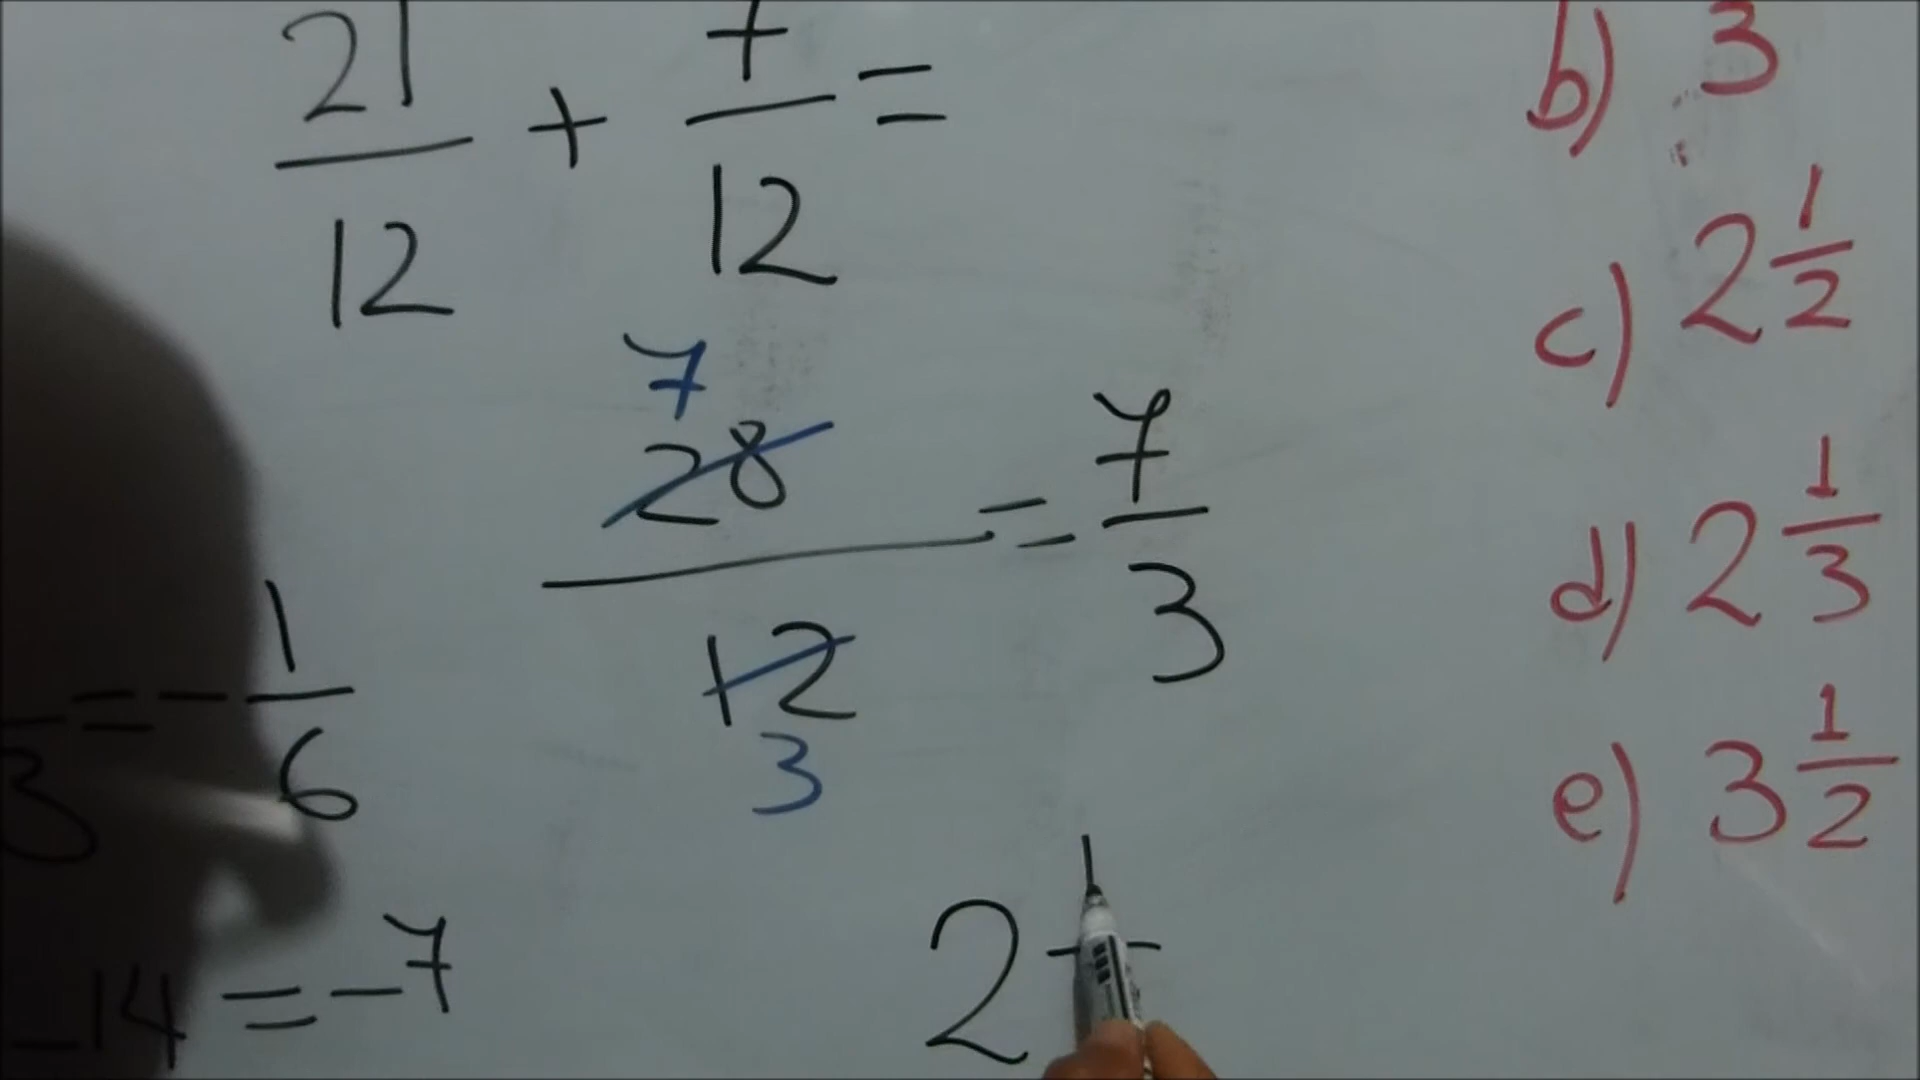 21/12 + 7/12 =
7
28/12 = 7/3
3
3 = - 1/6
-14 = -7
2 1
b) 3
c) 2 1/2
d) 2 1/3
e) 3 1/2